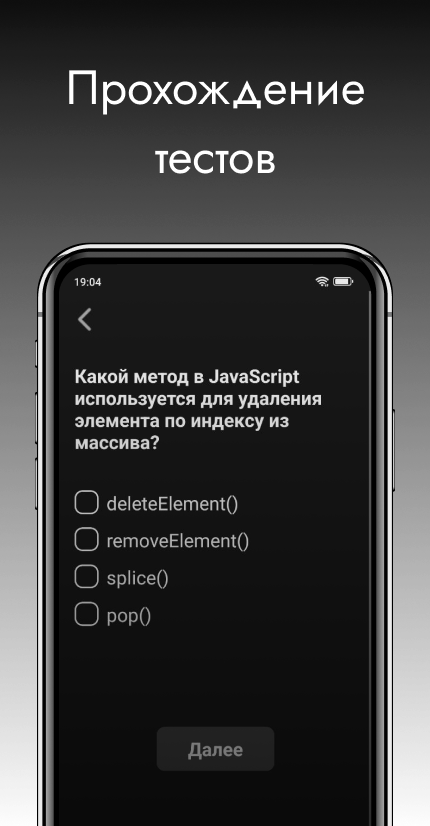 Прохождение
тестов
19:04
Какой метод в JavaScript
используется для удаления
элемента по индексу из
массива?
deleteElement()
removeElement()
splice()
pop()
Далее